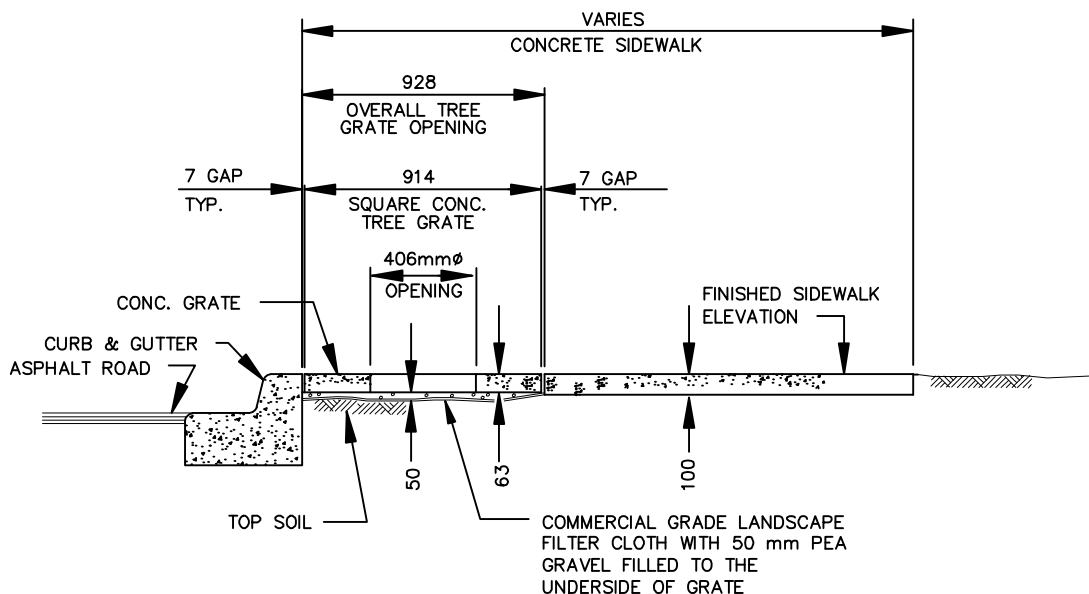 VARIES
CONCRETE SIDEWALK
928
OVERALL TREE
GRATE OPENING
7 GAP
TYP.
914
SQUARE CONC.
TREE GRATE
7 GAP
TYP.
406mmø
OPENING
CONC. GRATE
FINISHED SIDEWALK
ELEVATION
CURB & GUTTER
ASPHALT ROAD
50
63
100
TOP SOIL
COMMERCIAL GRADE LANDSCAPE
FILTER CLOTH WITH 50 mm PEA
GRAVEL FILLED TO THE
UNDERSIDE OF GRATE